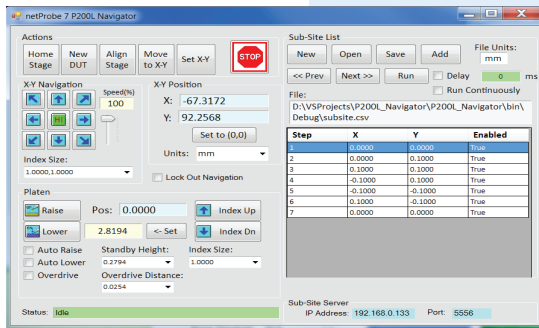 netProbe 7 P200L Navigator
Actions
Home Stage
New DUT
Align Stage
Move to X-Y
Set X-Y
STOP
X-Y Navigation
Speed(%)
100
HI
Index Size:
1.0000,1.0000
X-Y Position
X: -67.3172
Y: 92.2568
Set to (0,0)
Units: mm
Lock Out Navigation
Platen
Raise
Pos: 0.0000
Index Up
Lower
2.8194
<- Set
Index Dn
Auto Raise
Auto Lower
Overdrive
Standby Height:
0.2794
Overdrive Distance:
0.0254
Index Size:
1.0000
Status: Idle
Sub-Site List
New
Open
Save
Add
File Units:
mm
<< Prev
Next >>
Run
Delay
0 ms
Run Continuously
File:
D:\VSProjects\P200L_Navigator\P200L_Navigator\bin\
Debug\subsite.csv
Step X Y Enabled
1 0.0000 0.0000 True
2 0.0000 0.1000 True
3 0.1000 0.1000 True
4 -0.1000 0.1000 True
5 -0.1000 -0.1000 True
6 0.1000 -0.1000 True
7 0.0000 0.0000 True
Sub-Site Server
IP Address: 192.168.0.133 Port: 5556